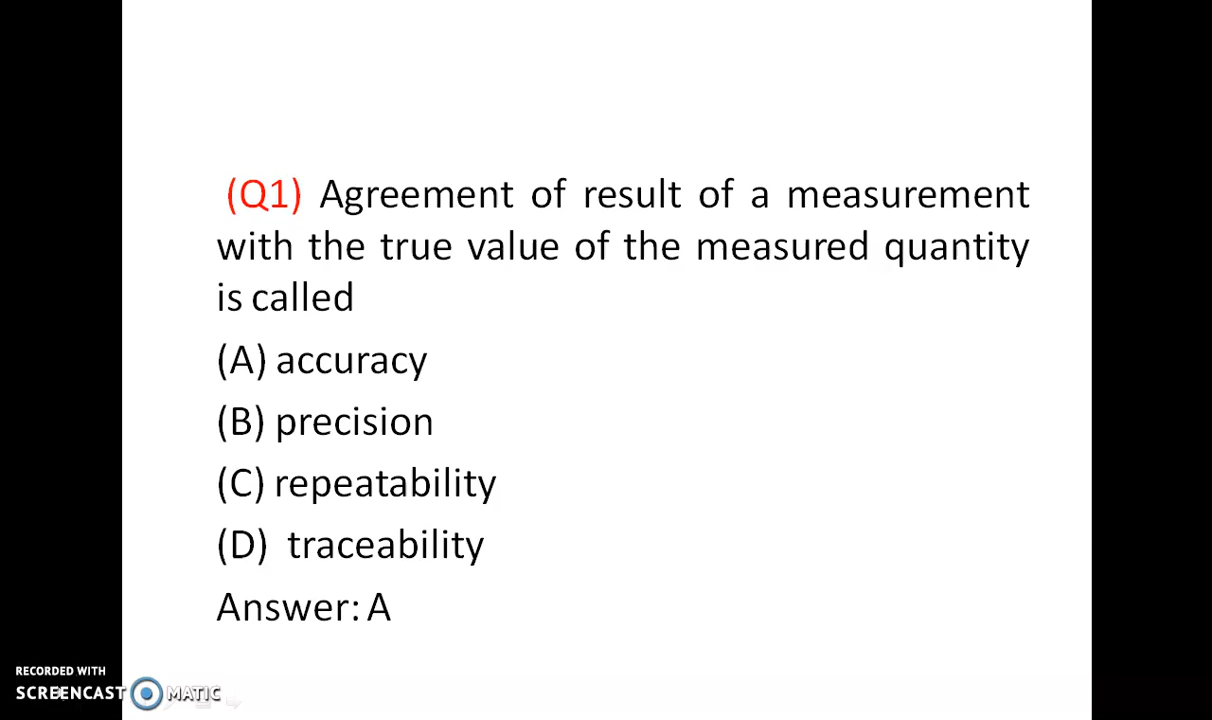 (Q1) Agreement of result of a measurement
with the true value of the measured quantity
is called
(A) accuracy
(B) precision
(C) repeatability
(D) traceability
Answer: A
RECORDED WITH
SCREENCAST MATIC